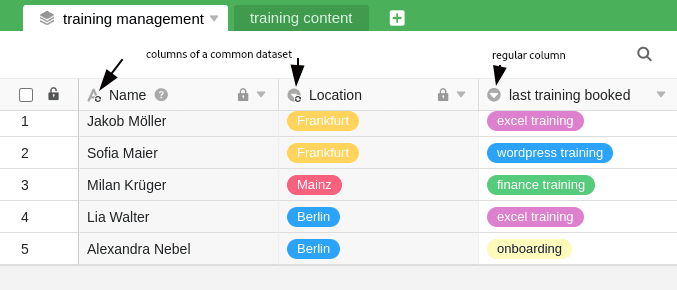 training management training content
columns of a common dataset regular column
Name ? Location last training booked
1 Jakob Möller Frankfurt excel training
2 Sofia Maier Frankfurt wordpress training
3 Milan Krüger Mainz finance training
4 Lia Walter Berlin excel training
5 Alexandra Nebel Berlin onboarding